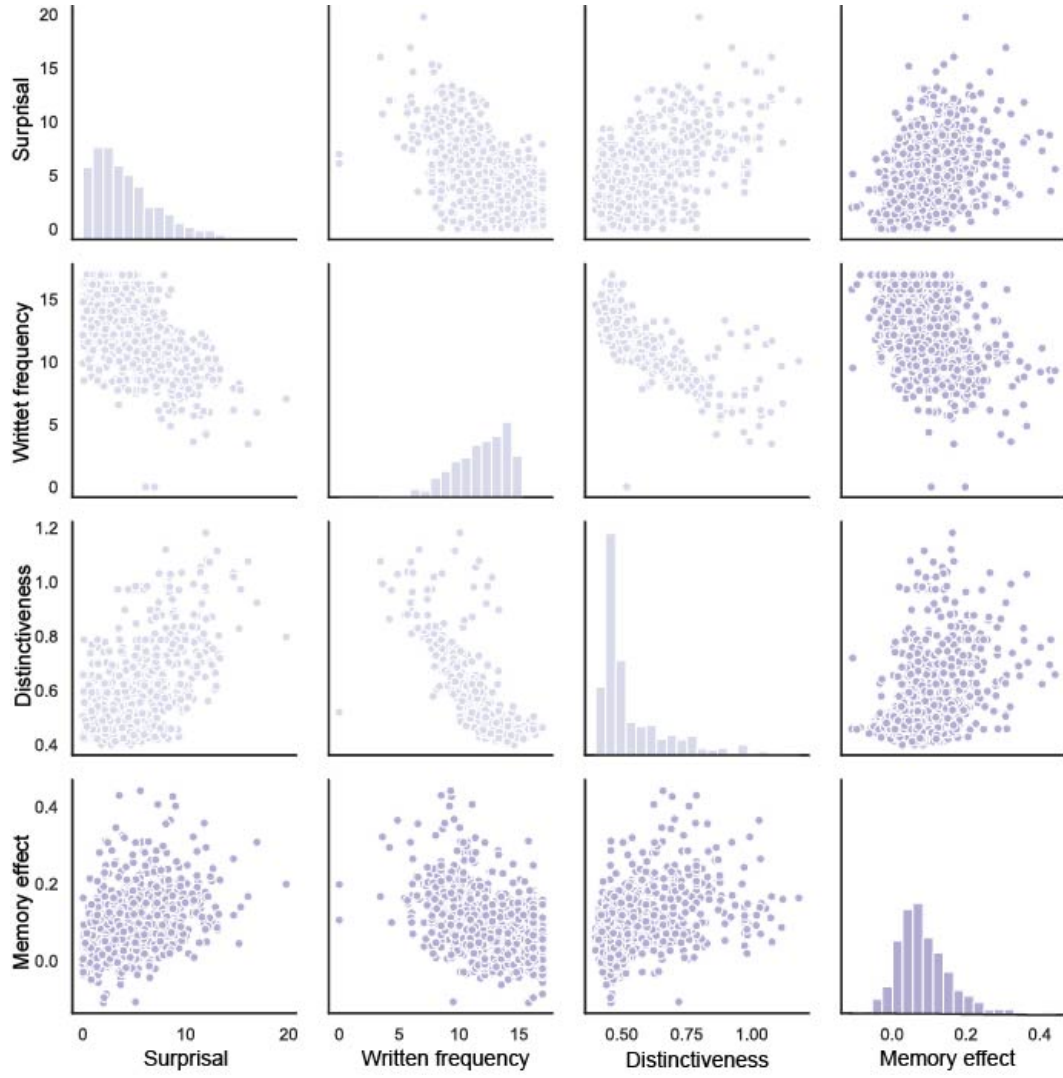 20
15
10
5
0
Surprisal
15
10
5
0
Writtet frequency
1.2
1.0
0.8
0.6
0.4
Distinctiveness
0.4
0.2
0.0
Memory effect
0 10 20
0 5 10 15
0.50 0.75 1.00
0.0 0.2 0.4
Surprisal
Written frequency
Distinctiveness
Memory effect